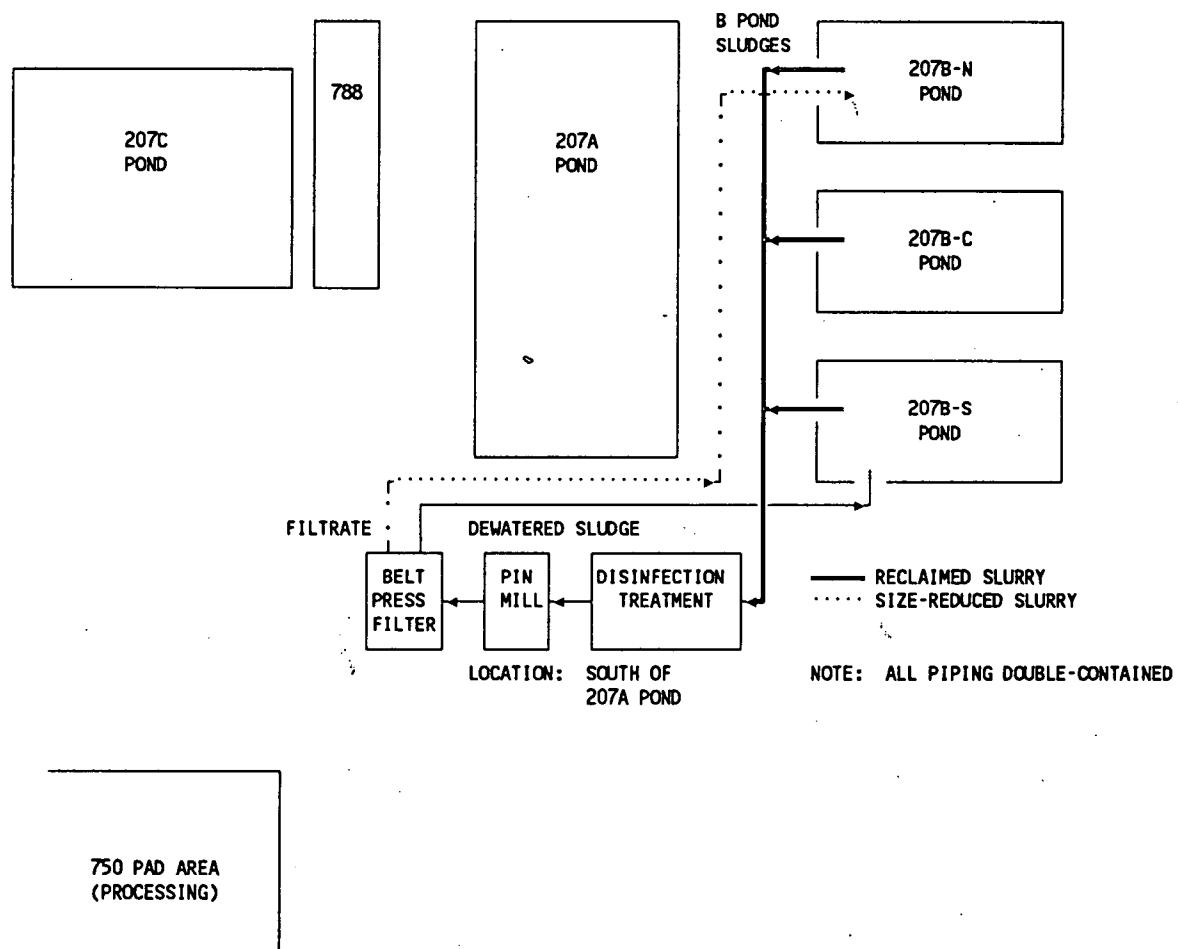 B POND
SLUDGES
207B-N
POND
788
207C
POND
207A
POND
207B-C
POND
207B-S
POND
FILTRATE
DEWATERED SLUDGE
BELT
PRESS
FILTER
PIN
MILL
DISINFECTION
TREATMENT
RECLAIMED SLURRY
SIZE-REDUCED SLURRY
LOCATION: SOUTH OF
207A POND
NOTE: ALL PIPING DOUBLE-CONTAINED
750 PAD AREA
(PROCESSING)